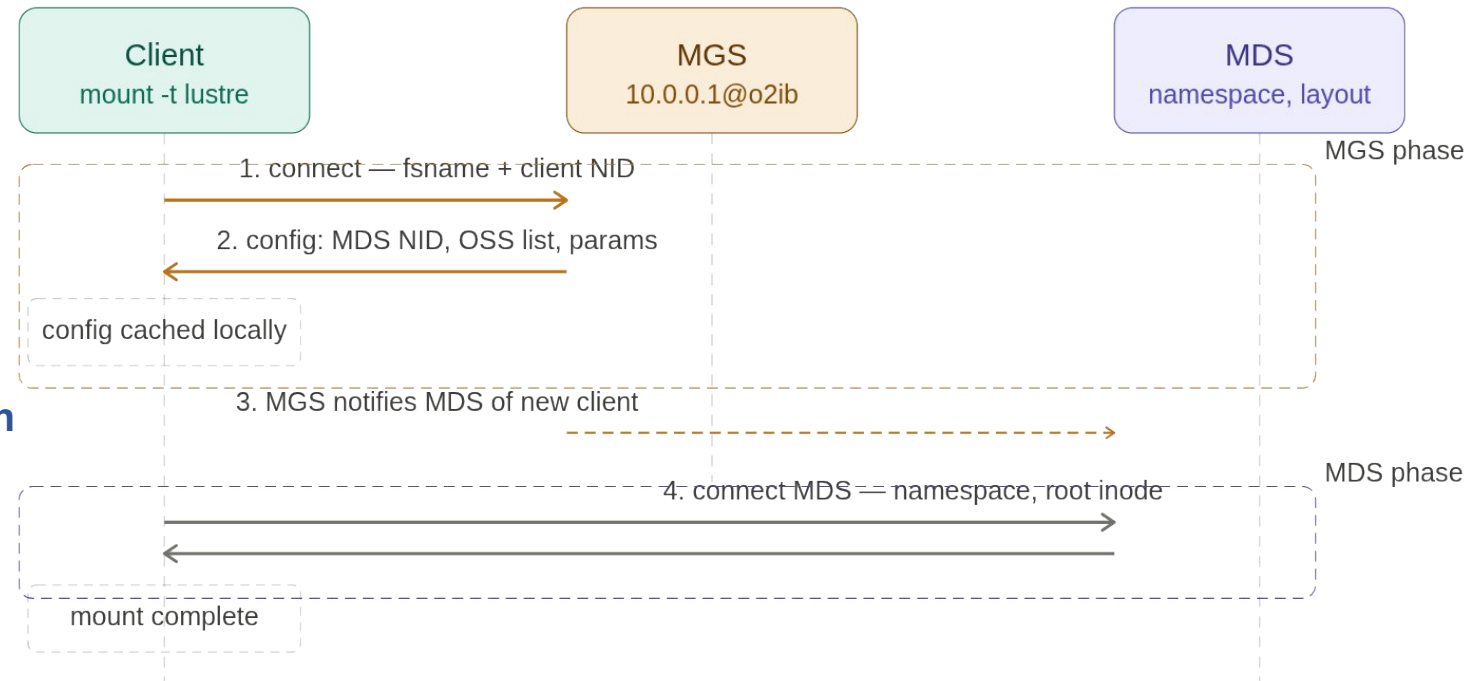 Client
mount -t lustre
MGS
10.0.0.1@o2ib
MDS
namespace, layout
MGS phase
1. connect — fsname + client NID
2. config: MDS NID, OSS list, params
config cached locally
3. MGS notifies MDS of new client
MDS phase
4. connect MDS — namespace, root inode
mount complete